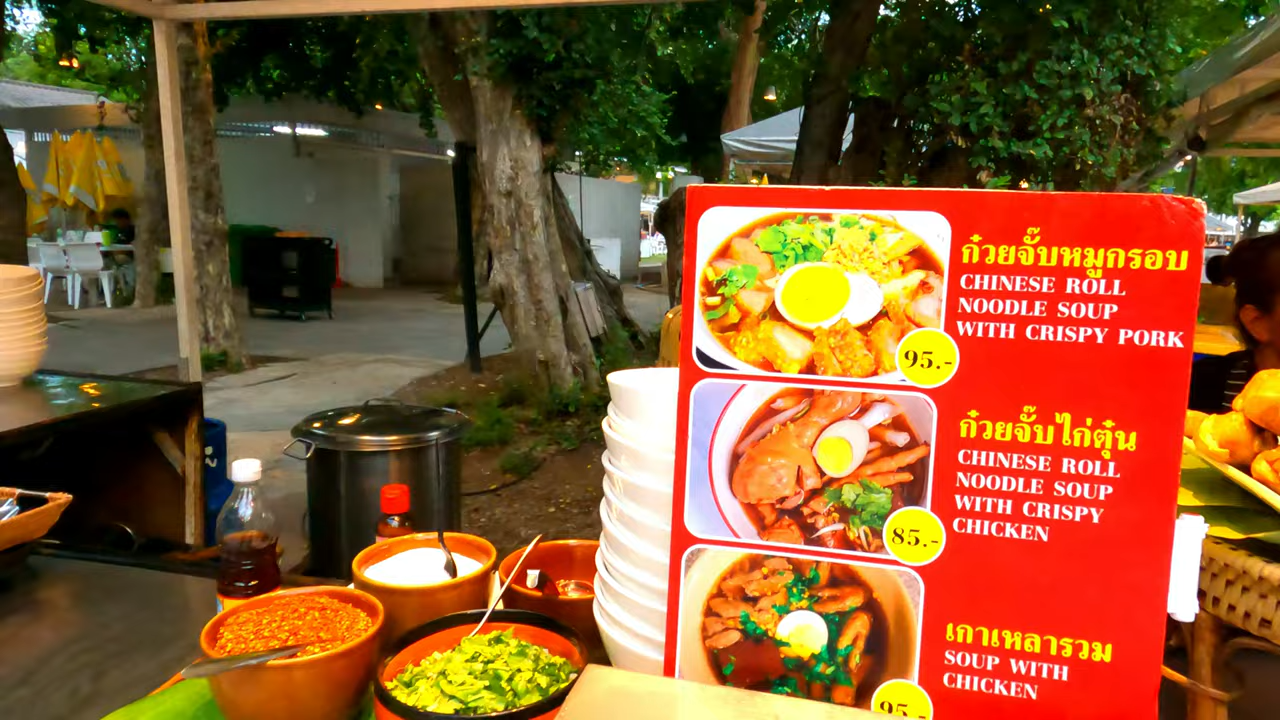 ก๋วยจั๊บหมูกรอบ
CHINESE ROLL
NOODLE SOUP
WITH CRISPY PORK
95.-
ก๋วยจั๊บไก่ตุ๋น
CHINESE ROLL
NOODLE SOUP
WITH CRISPY
CHICKEN
85.-
เกาเหลารวม
SOUP WITH
CHICKEN
95.-